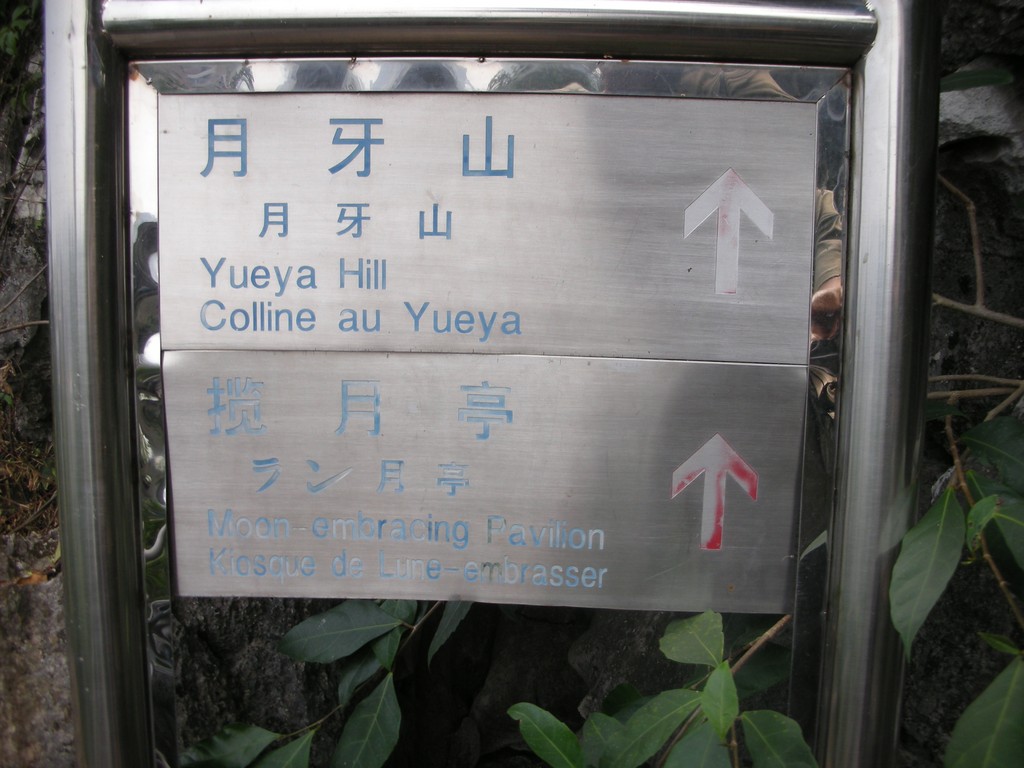 月牙山
月牙山
Yueya Hill
Colline au Yueya
揽月亭
ラン月亭
Moon-embracing Pavilion
Kiosque de Lune-embrasser